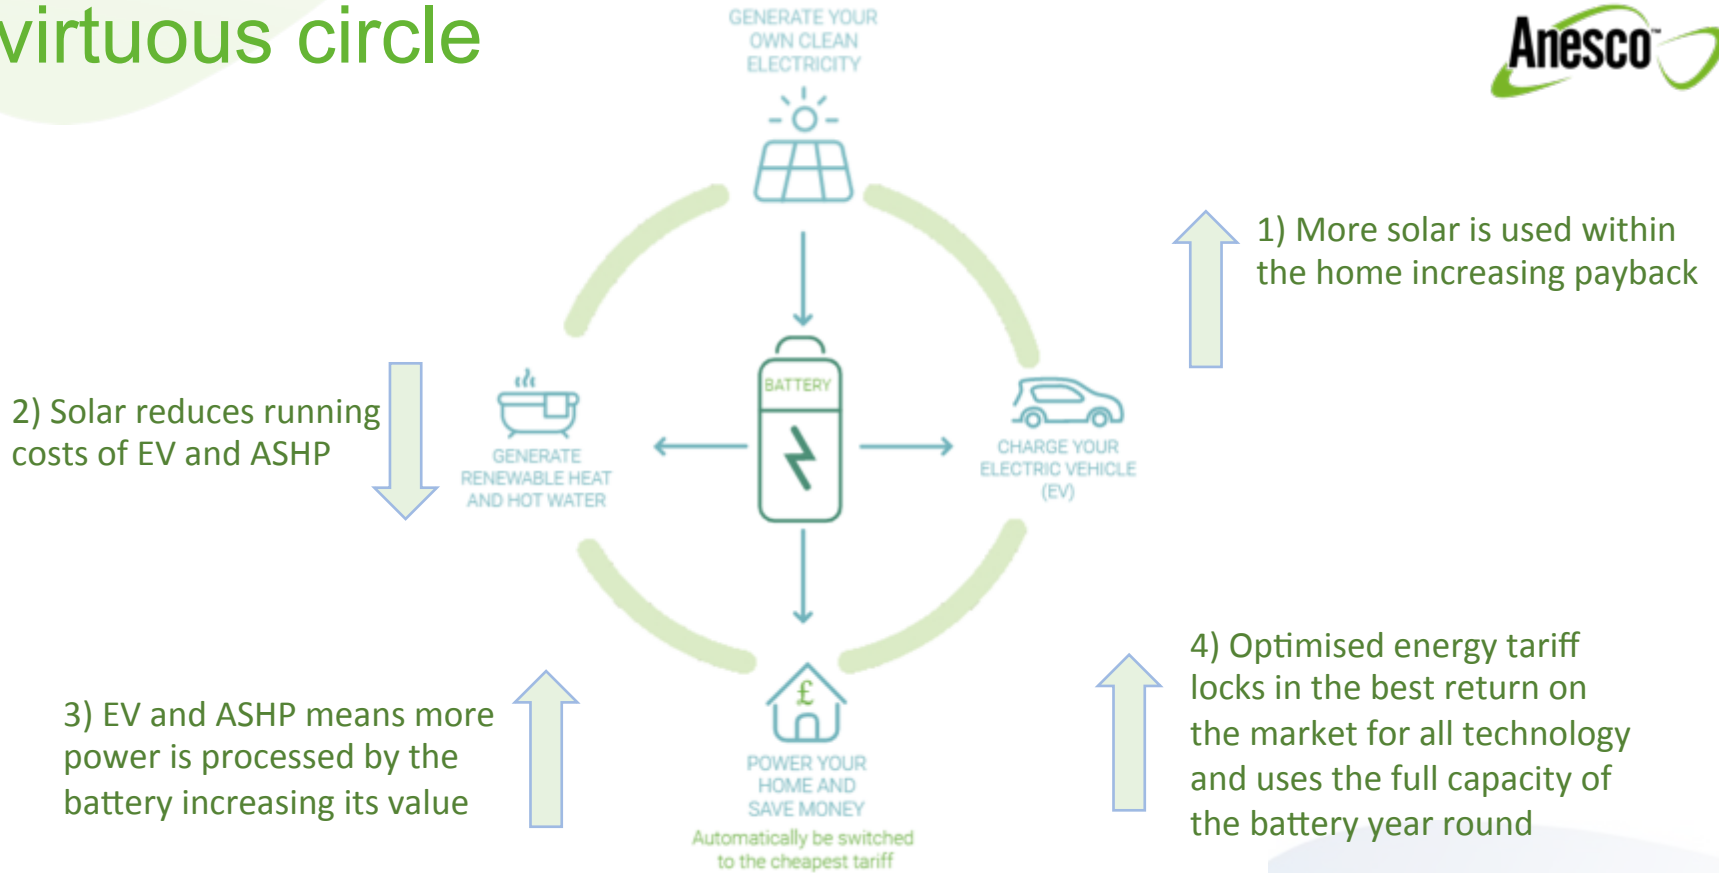 virtuous circle
GENERATE YOUR
OWN CLEAN
ELECTRICITY
Anesco™
1) More solar is used within
the home increasing payback
2) Solar reduces running
costs of EV and ASHP
BATTERY
GENERATE
RENEWABLE HEAT
AND HOT WATER
CHARGE YOUR
ELECTRIC VEHICLE
(EV)
3) EV and ASHP means more
power is processed by the
battery increasing its value
£
POWER YOUR
HOME AND
SAVE MONEY
Automatically be switched
to the cheapest tariff
4) Optimised energy tariff
locks in the best return on
the market for all technology
and uses the full capacity of
the battery year round